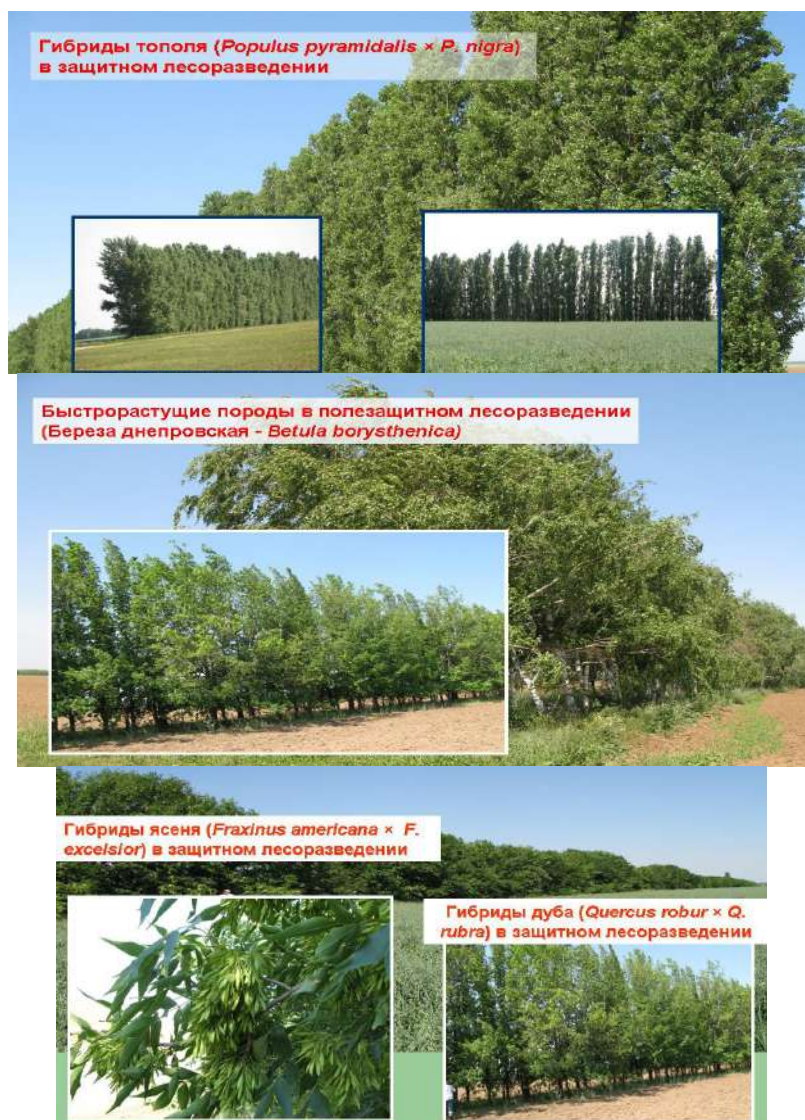 Гибриды тополя (Populus pyramidalis × P. nigra)
в защитном лесоразведении
Быстрорастущие породы в полезащитном лесоразведении
(Береза днепровская - Betula borysthenica)
Гибриды ясеня (Fraxinus americana × F.
excelsior) в защитном лесоразведении
Гибриды дуба (Quercus robur × Q.
rubra) в защитном лесоразведении